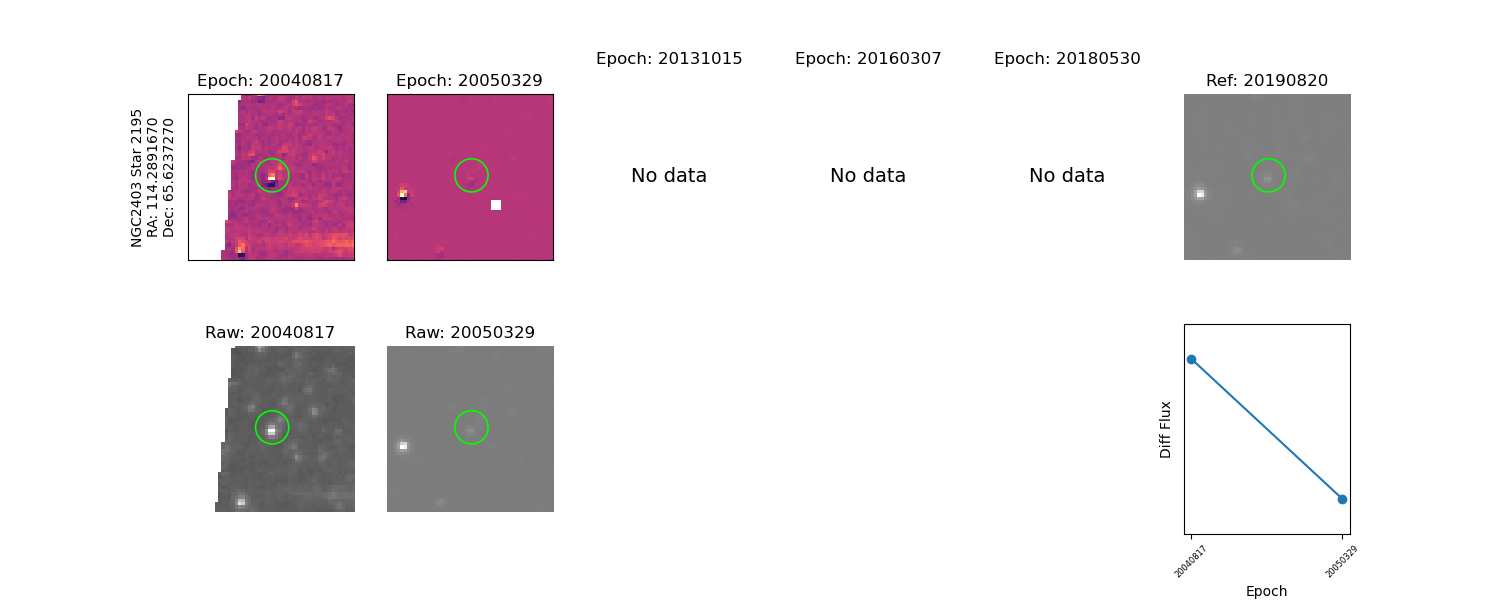 Epoch: 20040817
Epoch: 20050329
Epoch: 20131015
Epoch: 20160307
Epoch: 20180530
Ref: 20190820
NGC2403 Star 2195
RA: 114.2891670
Dec: 65.6237270
No data
No data
No data
Raw: 20040817
Raw: 20050329
Diff Flux
20040817
20050329
Epoch